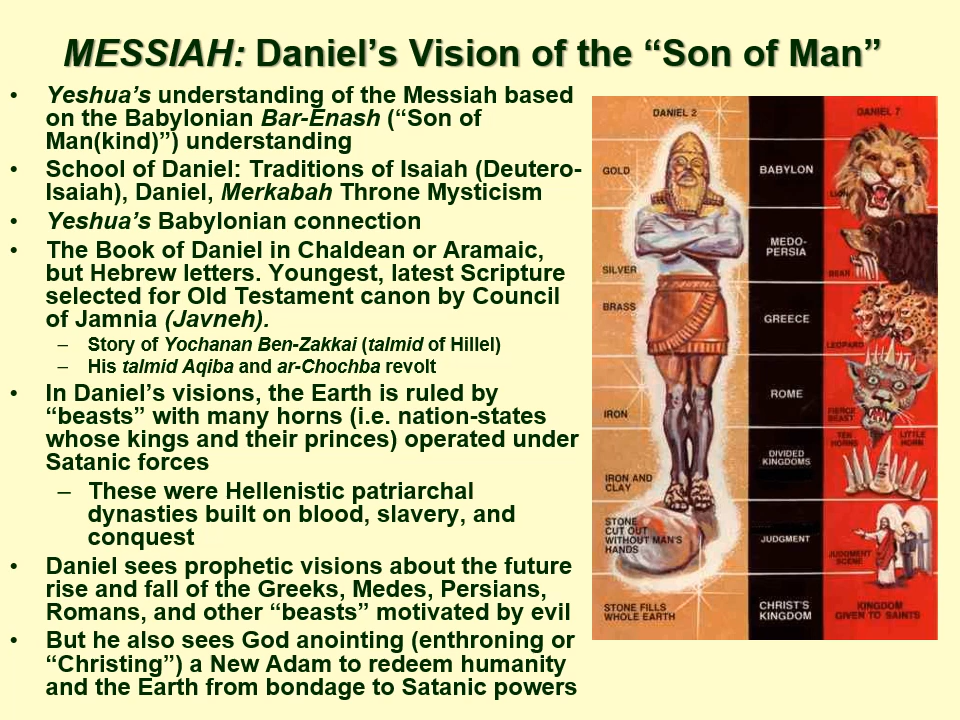 MESSIAH: Daniel’s Vision of the “Son of Man”
• Yeshua’s understanding of the Messiah based
on the Babylonian Bar-Enash (“Son of
Man(kind)”) understanding
• School of Daniel: Traditions of Isaiah (Deutero-
Isaiah), Daniel, Merkabah Throne Mysticism
• Yeshua’s Babylonian connection
• The Book of Daniel in Chaldean or Aramaic,
but Hebrew letters. Youngest, latest Scripture
selected for Old Testament canon by Council
of Jamnia (Javneh).
– Story of Yochanan Ben-Zakkai (talmid of Hillel)
– His talmid Aqiba and ar-Chochba revolt
• In Daniel’s visions, the Earth is ruled by
“beasts” with many horns (i.e. nation-states
whose kings and their princes) operated under
Satanic forces
– These were Hellenistic patriarchal
dynasties built on blood, slavery, and
conquest
• Daniel sees prophetic visions about the future
rise and fall of the Greeks, Medes, Persians,
Romans, and other “beasts” motivated by evil
• But he also sees God anointing (enthroning or
“Christing”) a New Adam to redeem humanity
and the Earth from bondage to Satanic powers
DANIEL 2
DANIEL 7
GOLD
BABYLON
LION
SILVER
MEDO-
PERSIA
BEAR
BRASS
GREECE
LEOPARD
IRON
ROME
FIERCE
BEAST
TEN
HORNS
LITTLE
HORN
IRON AND
CLAY
DIVIDED
KINGDOMS
STONE
CUT OUT
WITHOUT MAN'S
HANDS
JUDGMENT
JUDGMENT
SCENE
STONE FILLS
WHOLE EARTH
CHRIST'S
KINGDOM
KINGDOM
GIVEN TO SAINTS